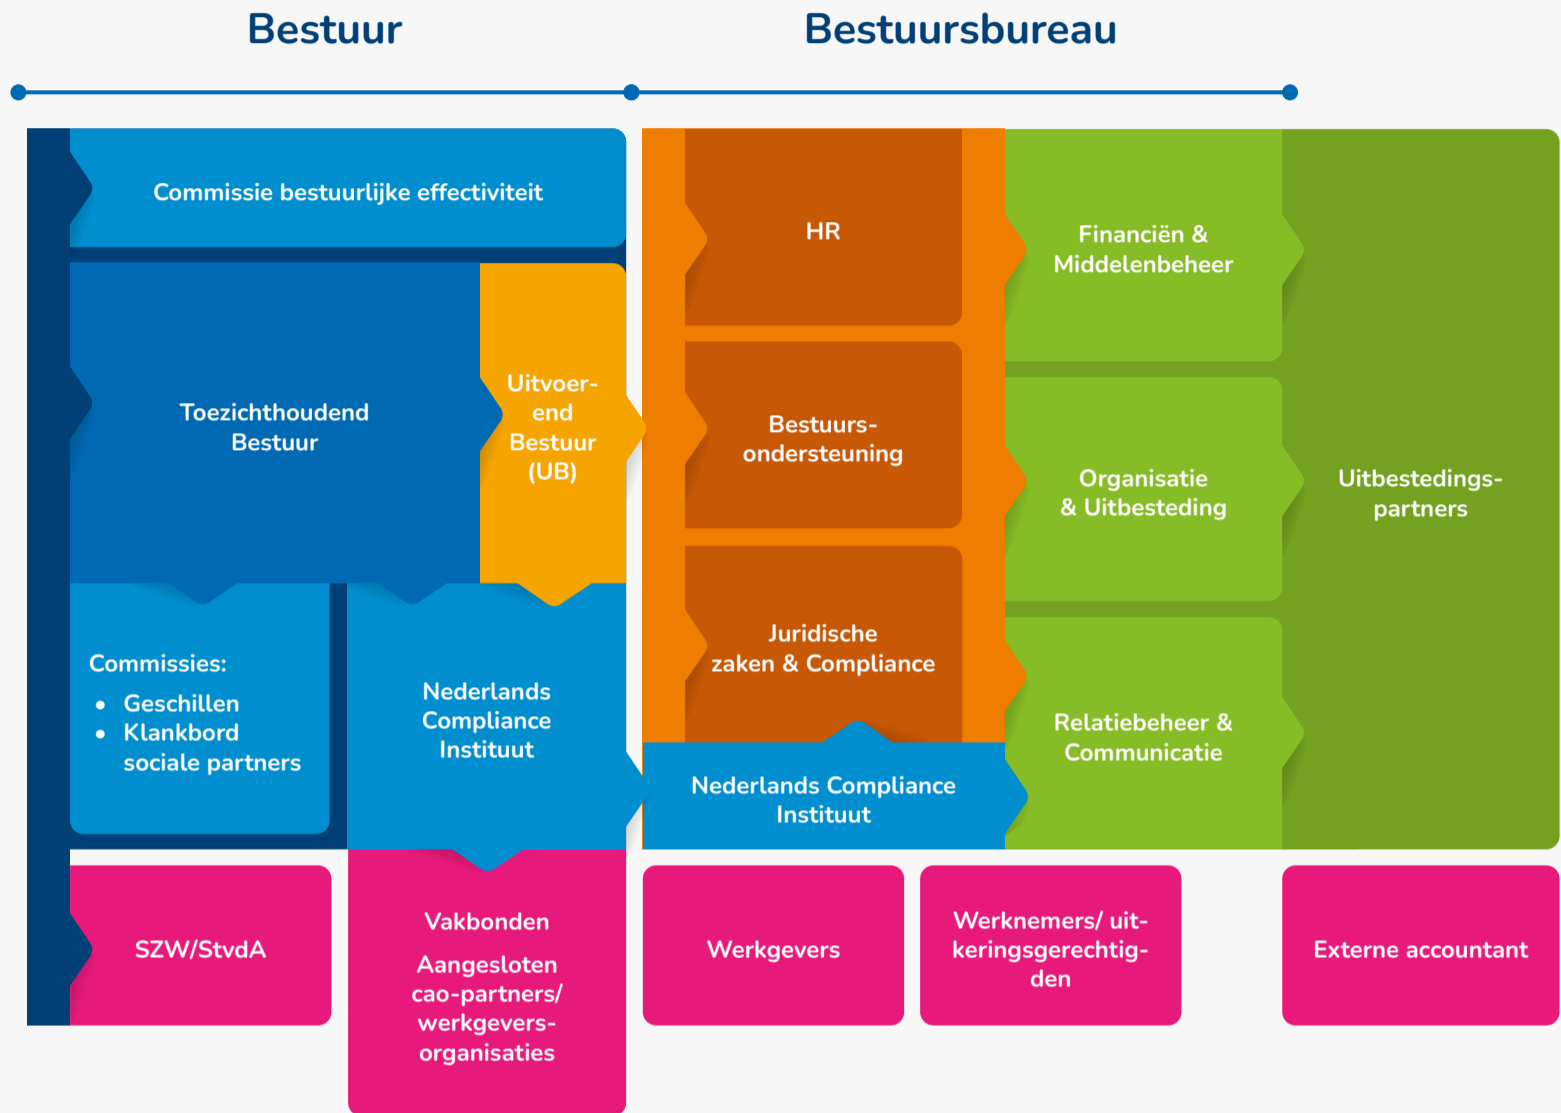 Bestuur
Bestuursbureau
Commissie bestuurlijke effectiviteit
Toezichthoudend
Bestuur
Uitvoer-
end
Bestuur
(UB)
Commissies:
• Geschillen
• Klankbord
sociale partners
Nederlands
Compliance
Instituut
HR
Bestuurs-
ondersteuning
Juridische
zaken & Compliance
Nederlands Compliance
Instituut
Financiën &
Middelenbeheer
Organisatie
& Uitbesteding
Relatiebeheer &
Communicatie
Uitbestedings-
partners
SZW/StvdA
Vakbonden
Aangesloten
cao-partners/
werkgevers-
organisaties
Werkgevers
Werknemers/ uit-
keringsgerechtig-
den
Externe accountant